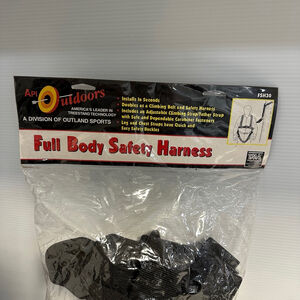 API
Outdoors
AMERICA'S LEADER IN
TREESTAND TECHNOLOGY
A DIVISION OF OUTLAND SPORTS
• Installs In Seconds
• Doubles as a Climbing Belt and Safety Harness
• Includes an Adjustable Climbing Strap/Tether Strap
with Safe and Dependable Carabiner Fasteners
• Leg and Chest Straps have Quick and
Easy Safety Buckles
FSH20
Full Body Safety Harness